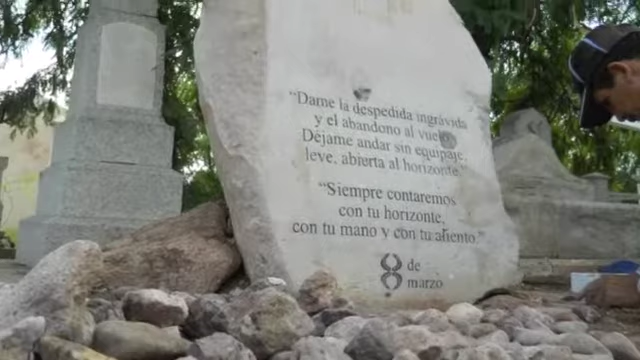 “Dame la despedida ingrávida
y el abandono al vuelo
Déjame andar sin equipaje,
leve, abierta al horizonte.”
“Siempre contaremos
con tu horizonte,
con tu mano y con tu aliento.”
8 de
marzo